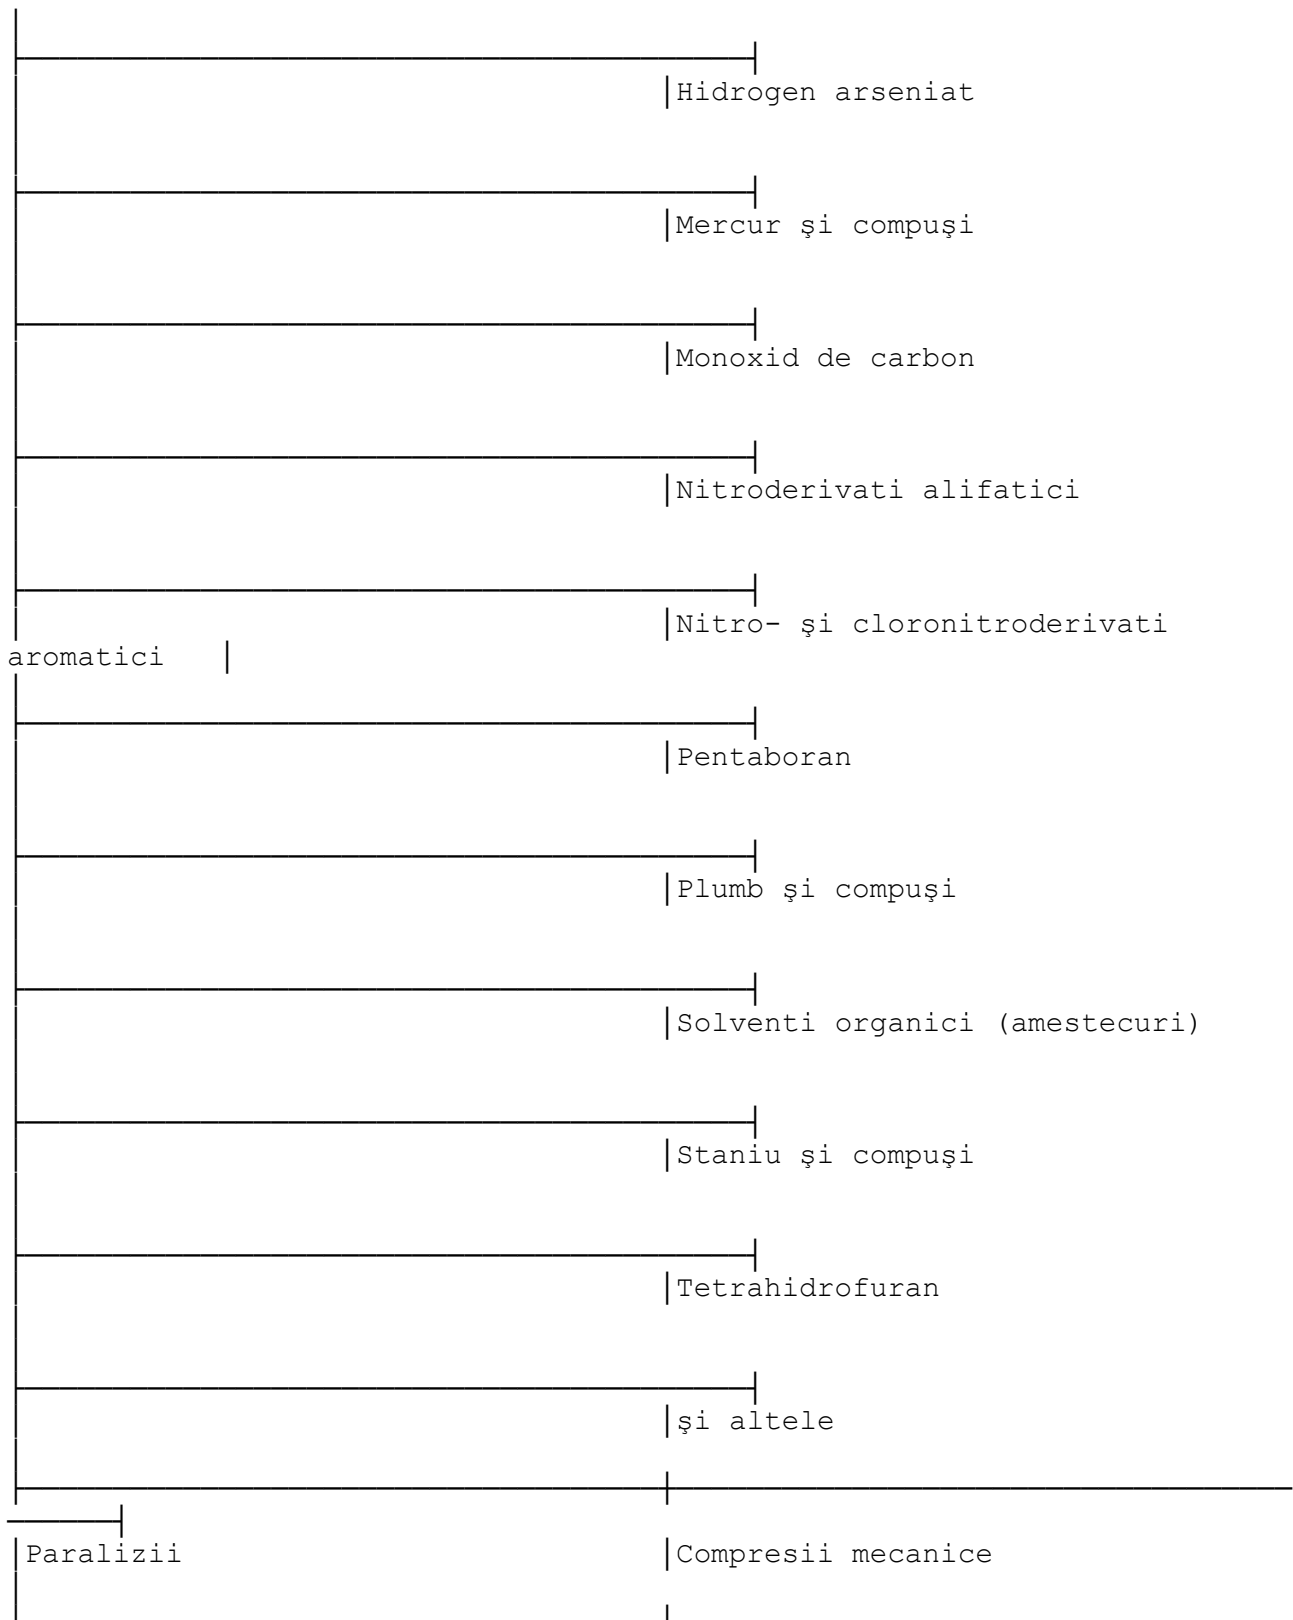 Hidrogen arseniat
Mercur şi compuşi
Monoxid de carbon
Nitroderivati alifatici
Nitro- şi cloronitroderivati
aromatici
Pentaboran
Plumb şi compuşi
Solventi organici (amestecuri)
Staniu şi compuşi
Tetrahidrofuran
şi altele
Paralizii Compresii mecanice